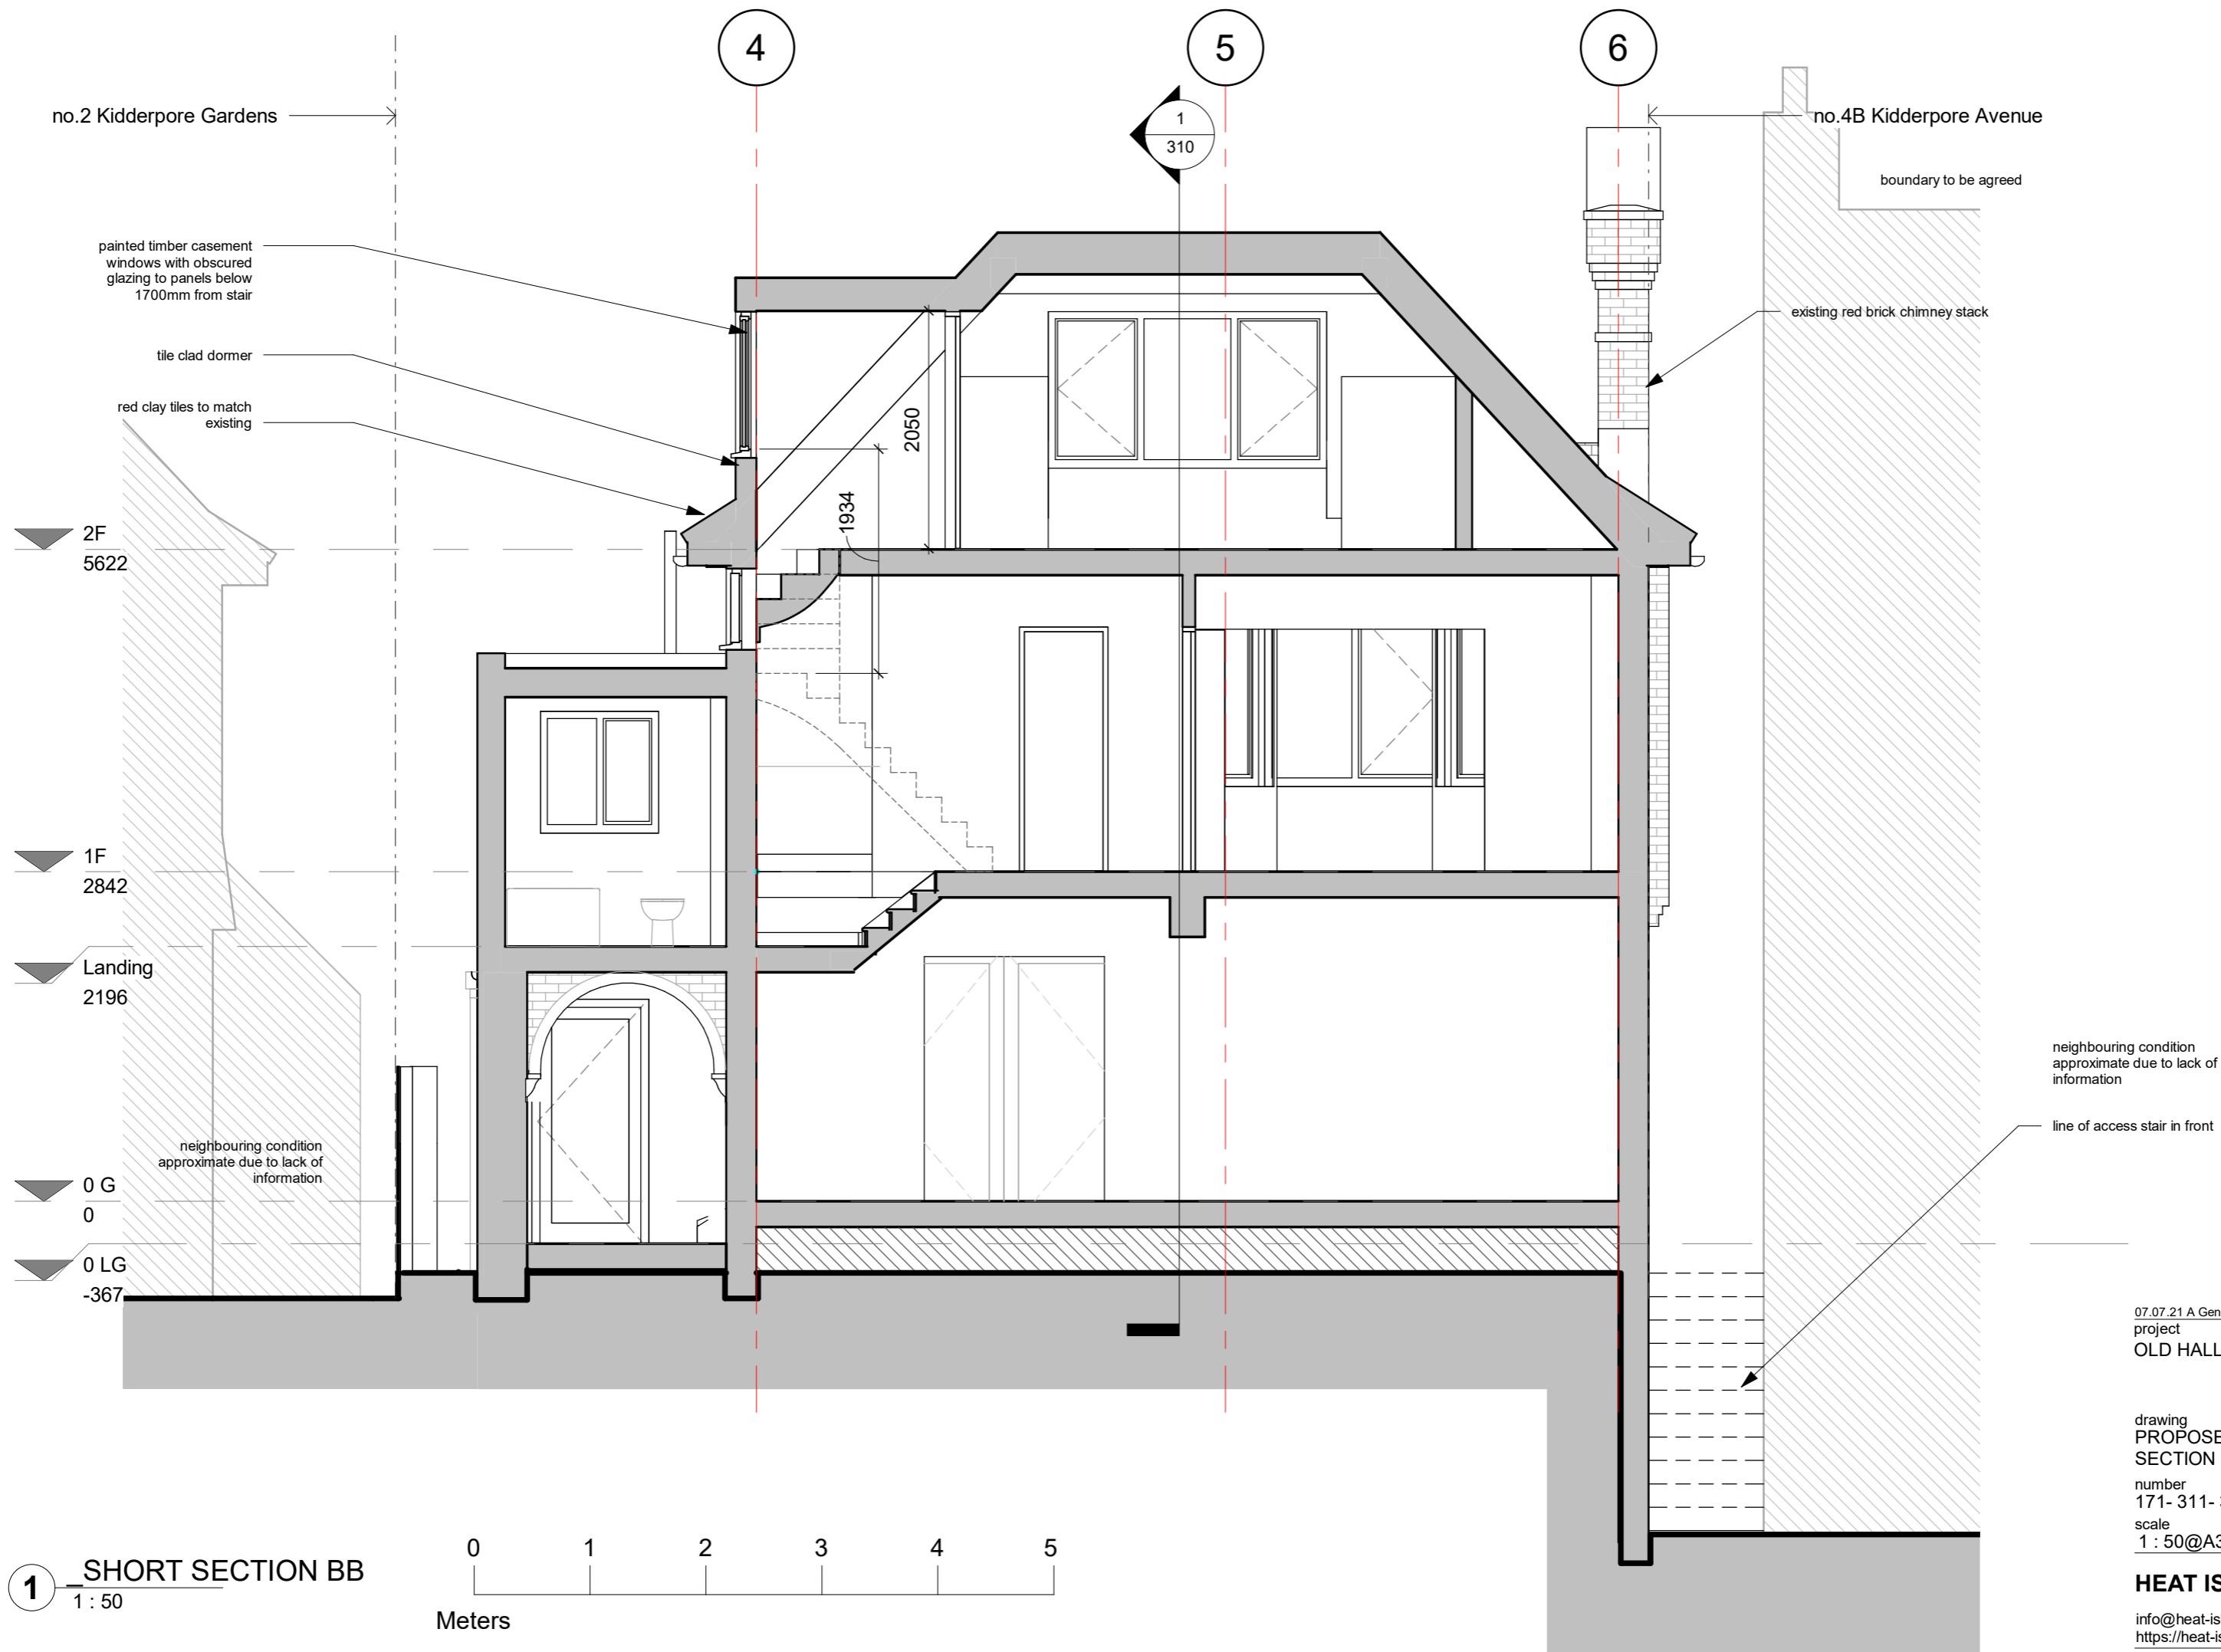 4
5
6
no.2 Kidderpore Gardens
1
310
no.4B Kidderpore Avenue
boundary to be agreed
painted timber casement
windows with obscured
glazing to panels below
1700mm from stair
existing red brick chimney stack
tile clad dormer
red clay tiles to match
existing
2050
1934
2F
5622
1F
2842
Landing
2196
neighbouring condition
approximate due to lack of
information
line of access stair in front
neighbouring condition
approximate due to lack of
information
0 G
0
0 LG
-367
07.07.21 A Gen
project
OLD HALL
drawing
SECTION
number
171- 311-
scale
1 : 50@A3
HEAT
info@heat-is
https://heat-is
1
_SHORT SECTION BB
1 : 50
0 1 2 3 4 5
Meters